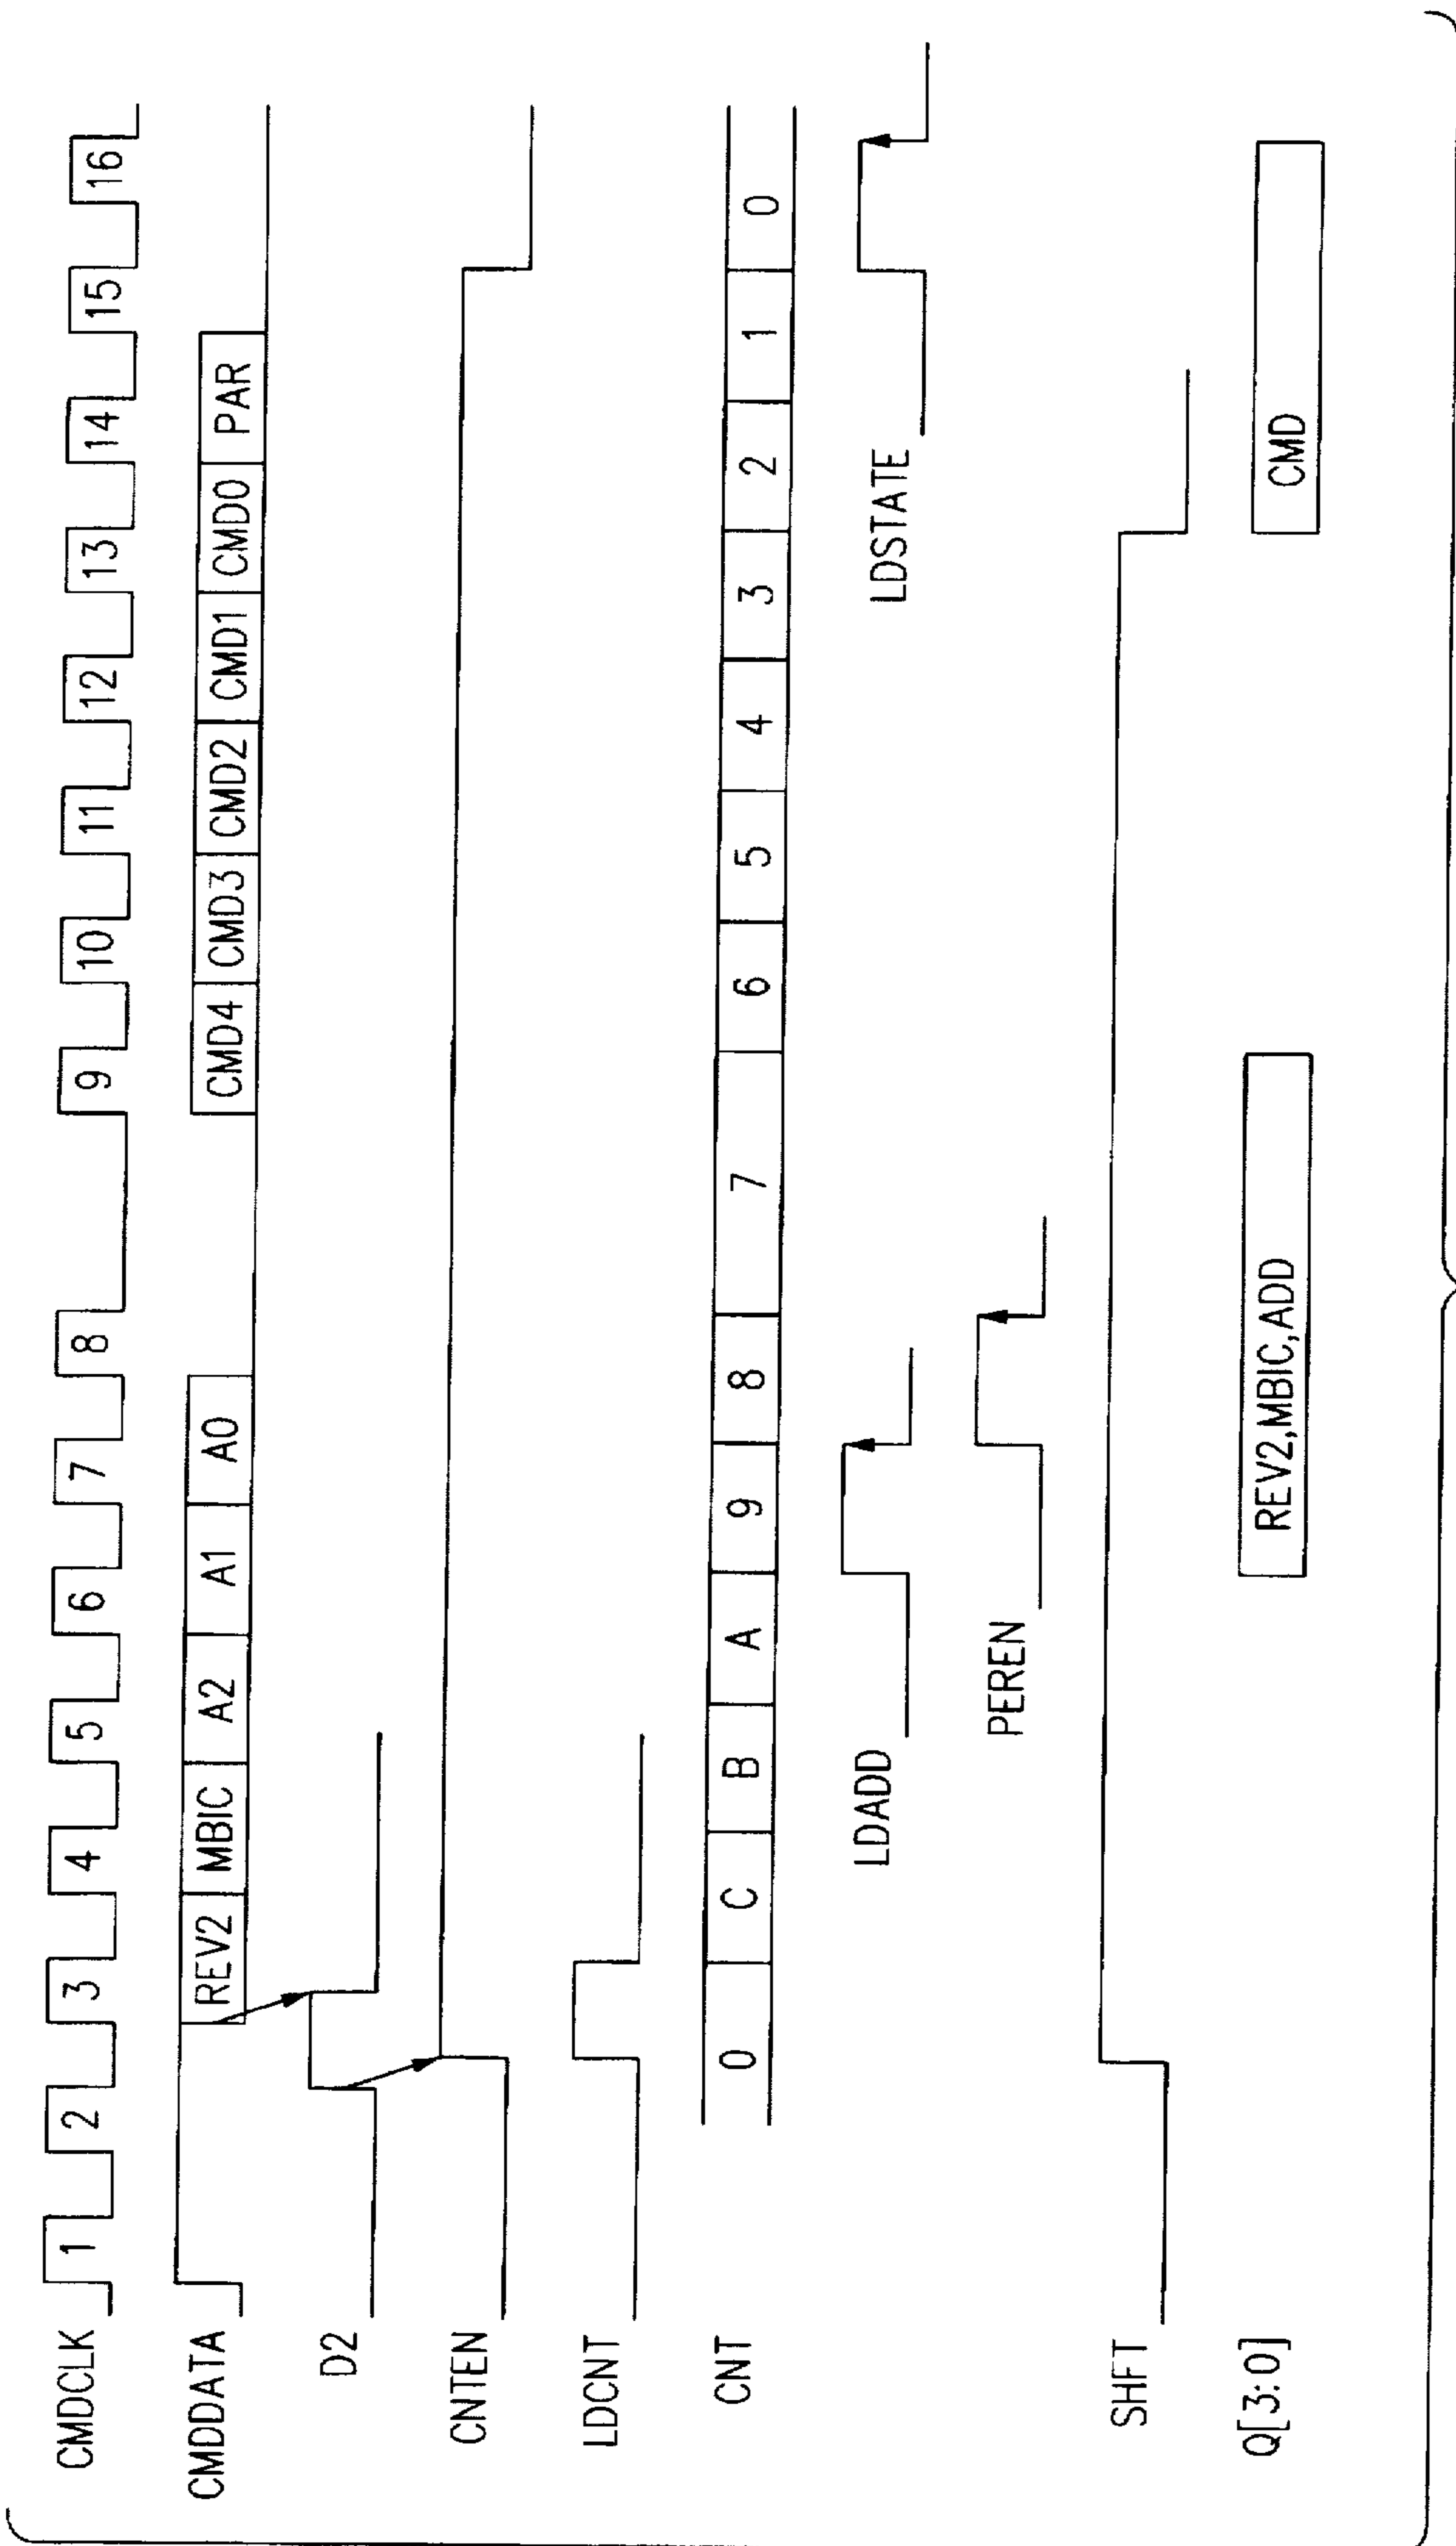 CMDCLK 1 2 3 4 5 6 7 8 9 10 11 12 13 14 15 16
CMDDATA REV2 MBIC A2 A1 A0 CMD4 CMD3 CMD2 CMD1 CMD0 PAR
D2
CNTEN
LDCNT
CNT 0 C B A 9 8 7 6 5 4 3 2 1 0
LDADD LDSTATE
PEREN
SHFT
Q[3:0] REV2,MBIC,ADD CMD